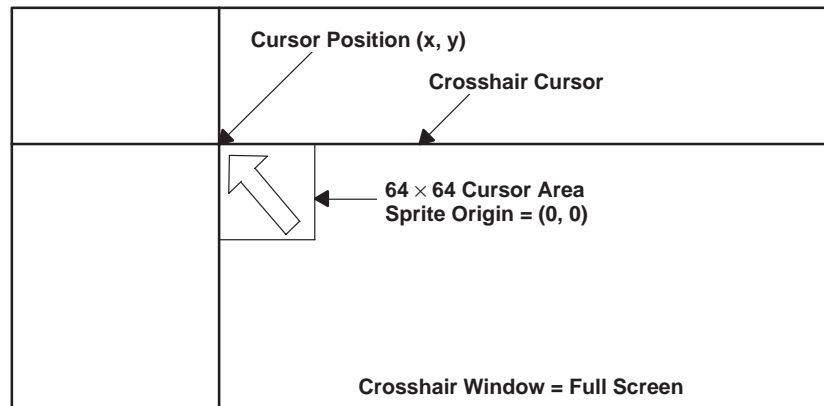 Cursor Position (x, y)
Crosshair Cursor
64 × 64 Cursor Area
Sprite Origin = (0, 0)
Crosshair Window = Full Screen